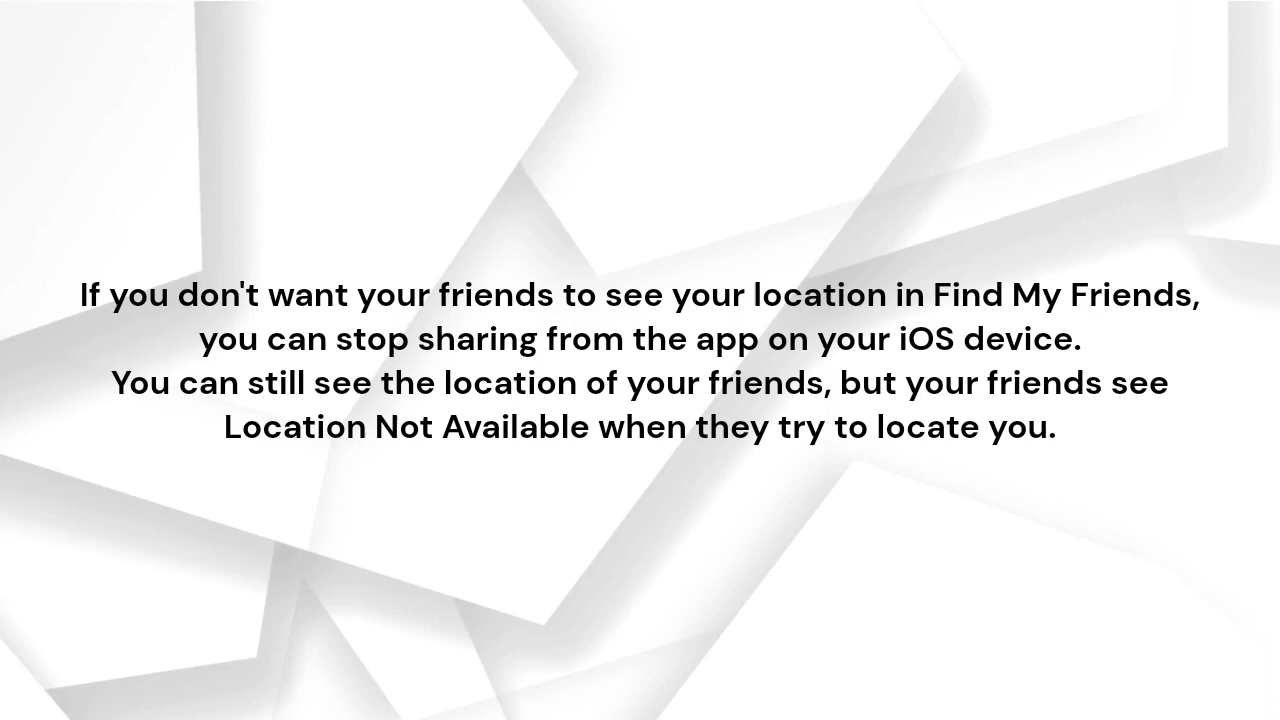 If you don't want your friends to see your location in Find My Friends,
you can stop sharing from the app on your iOS device.
You can still see the location of your friends, but your friends see
Location Not Available when they try to locate you.